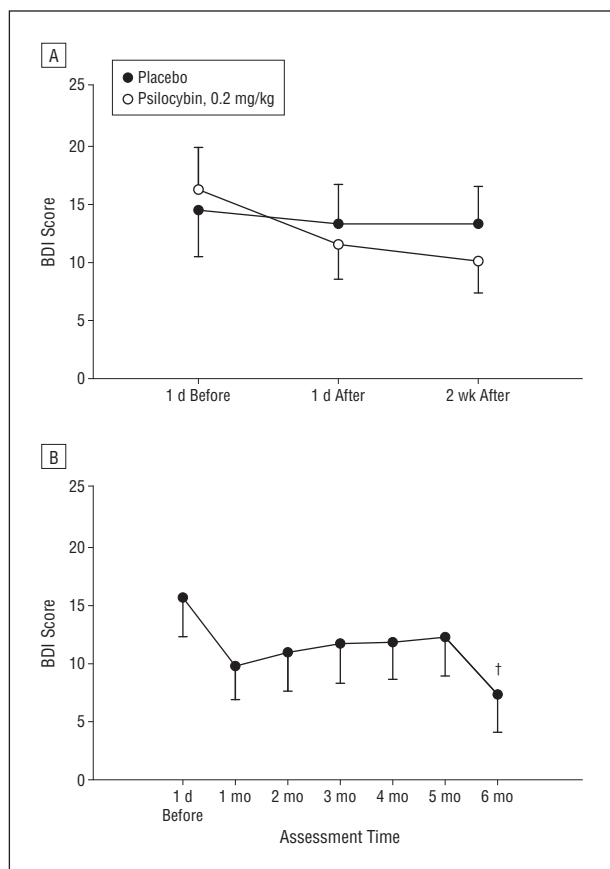 A
Placebo
Psilocybin, 0.2 mg/kg
25
20
15
10
5
0
BDI Score
1 d Before
1 d After
2 wk After
B
25
20
15
10
5
0
BDI Score
†
1 d
Before
1 mo
2 mo
3 mo
4 mo
5 mo
6 mo
Assessment Time